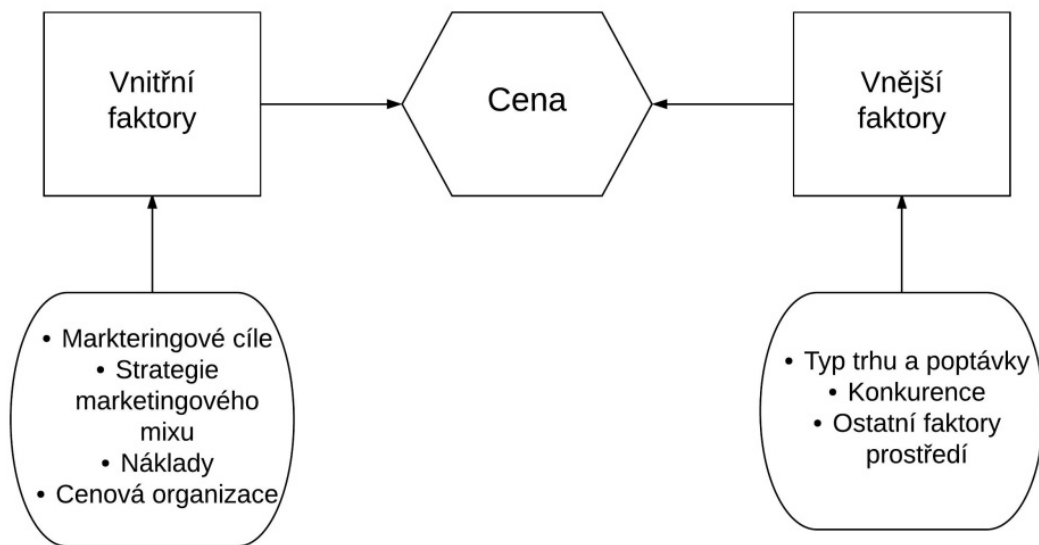 Vnitřní
faktory
Cena
Vnější
faktory
• Markteringové cíle
• Strategie
marketingového
mixu
• Náklady
• Cenová organizace
• Typ trhu a poptávky
• Konkurence
• Ostatní faktory
prostředí